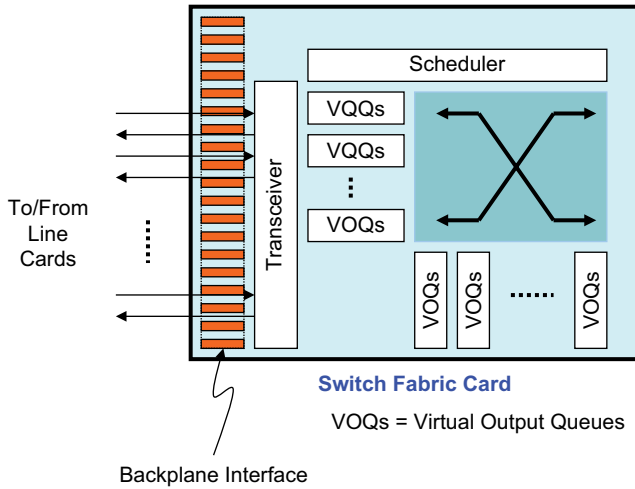 Scheduler
VQQs
VQQs
VOQs
Transceiver
To/From
Line
Cards
VOQs
VOQs
VOQs
Switch Fabric Card
VOQs = Virtual Output Queues
Backplane Interface